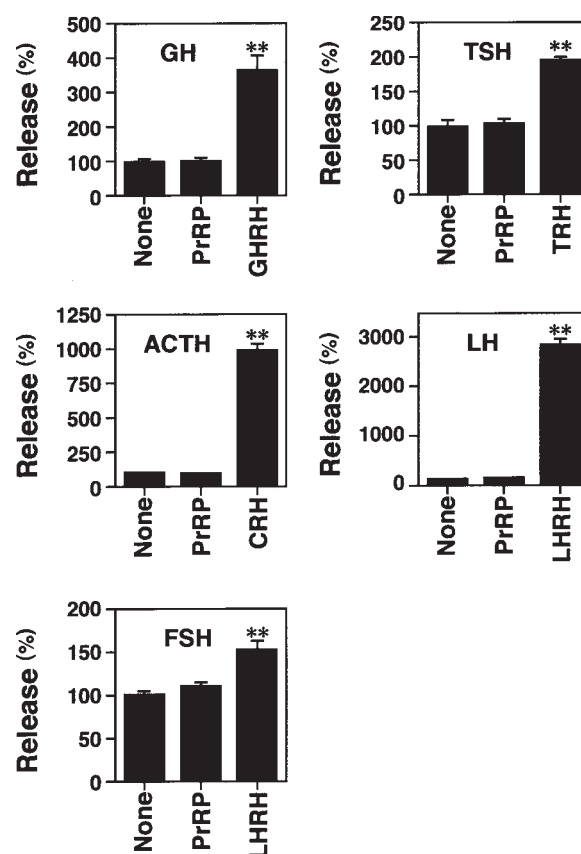 GH
Release (%)
500
400
300
200
100
0
**
None
PrRP
GHRH
TSH
Release (%)
250
200
150
100
50
0
**
None
PrRP
TRH
ACTH
Release (%)
1250
1000
750
500
250
0
**
None
PrRP
CRH
LH
Release (%)
3000
2000
1000
0
**
None
PrRP
LHRH
FSH
Release (%)
200
150
100
50
0
**
None
PrRP
LHRH